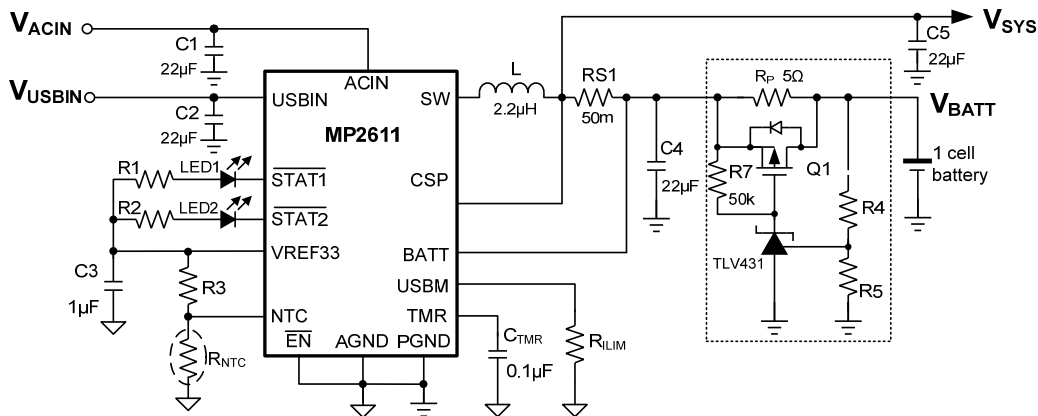 VACIN
C1
22µF
VUSBIN
C2
22µF
R1
LED1
R2
LED2
C3
1µF
R3
RNTC
ACIN
USBIN
MP2611
STAT1
STAT2
VREF33
NTC
EN
AGND
PGND
SW
CSP
BATT
USBM
TMR
L
2.2µH
RS1
50m
C4
22µF
CTMR
0.1µF
RILIM
VSYS
C5
22µF
RP 5Ω
Q1
R7
50k
TLV431
R4
R5
VBATT
1 cell
battery